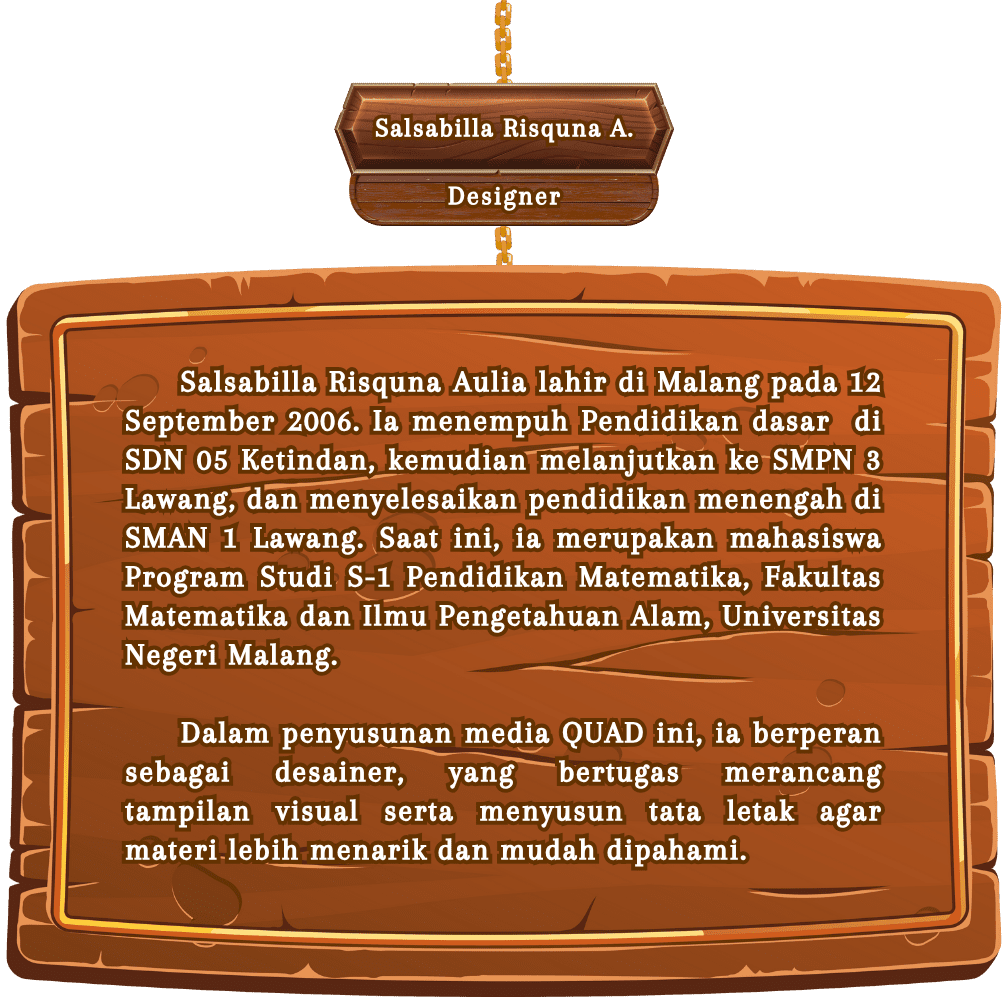 Salsabilla Risquna A.
Designer
Salsabilla Risquna Aulia lahir di Malang pada 12
September 2006. Ia menempuh Pendidikan dasar di
SDN 05 Ketindan, kemudian melanjutkan ke SMPN 3
Lawang, dan menyelesaikan pendidikan menengah di
SMAN 1 Lawang. Saat ini, ia merupakan mahasiswa
Program Studi S-1 Pendidikan Matematika, Fakultas
Matematika dan Ilmu Pengetahuan Alam, Universitas
Negeri Malang.
Dalam penyusunan media QUAD ini, ia berperan
sebagai desainer, yang bertugas merancang
tampilan visual serta menyusun tata letak agar
materi lebih menarik dan mudah dipahami.